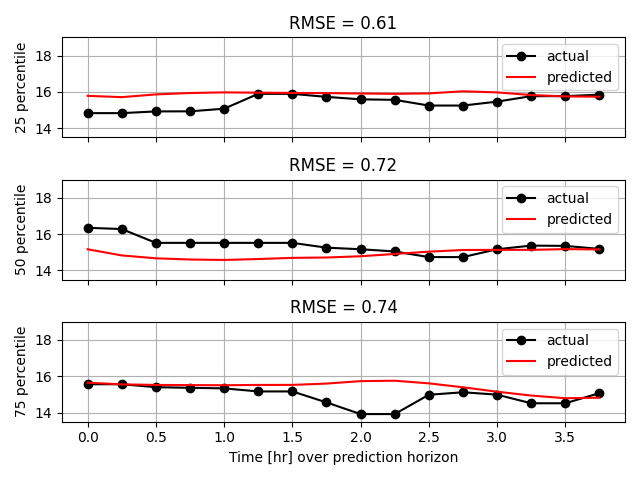 RMSE = 0.61
25 percentile
18
16
14
actual
predicted
RMSE = 0.72
50 percentile
18
16
14
actual
predicted
RMSE = 0.74
75 percentile
18
16
14
actual
predicted
0.0 0.5 1.0 1.5 2.0 2.5 3.0 3.5
Time [hr] over prediction horizon